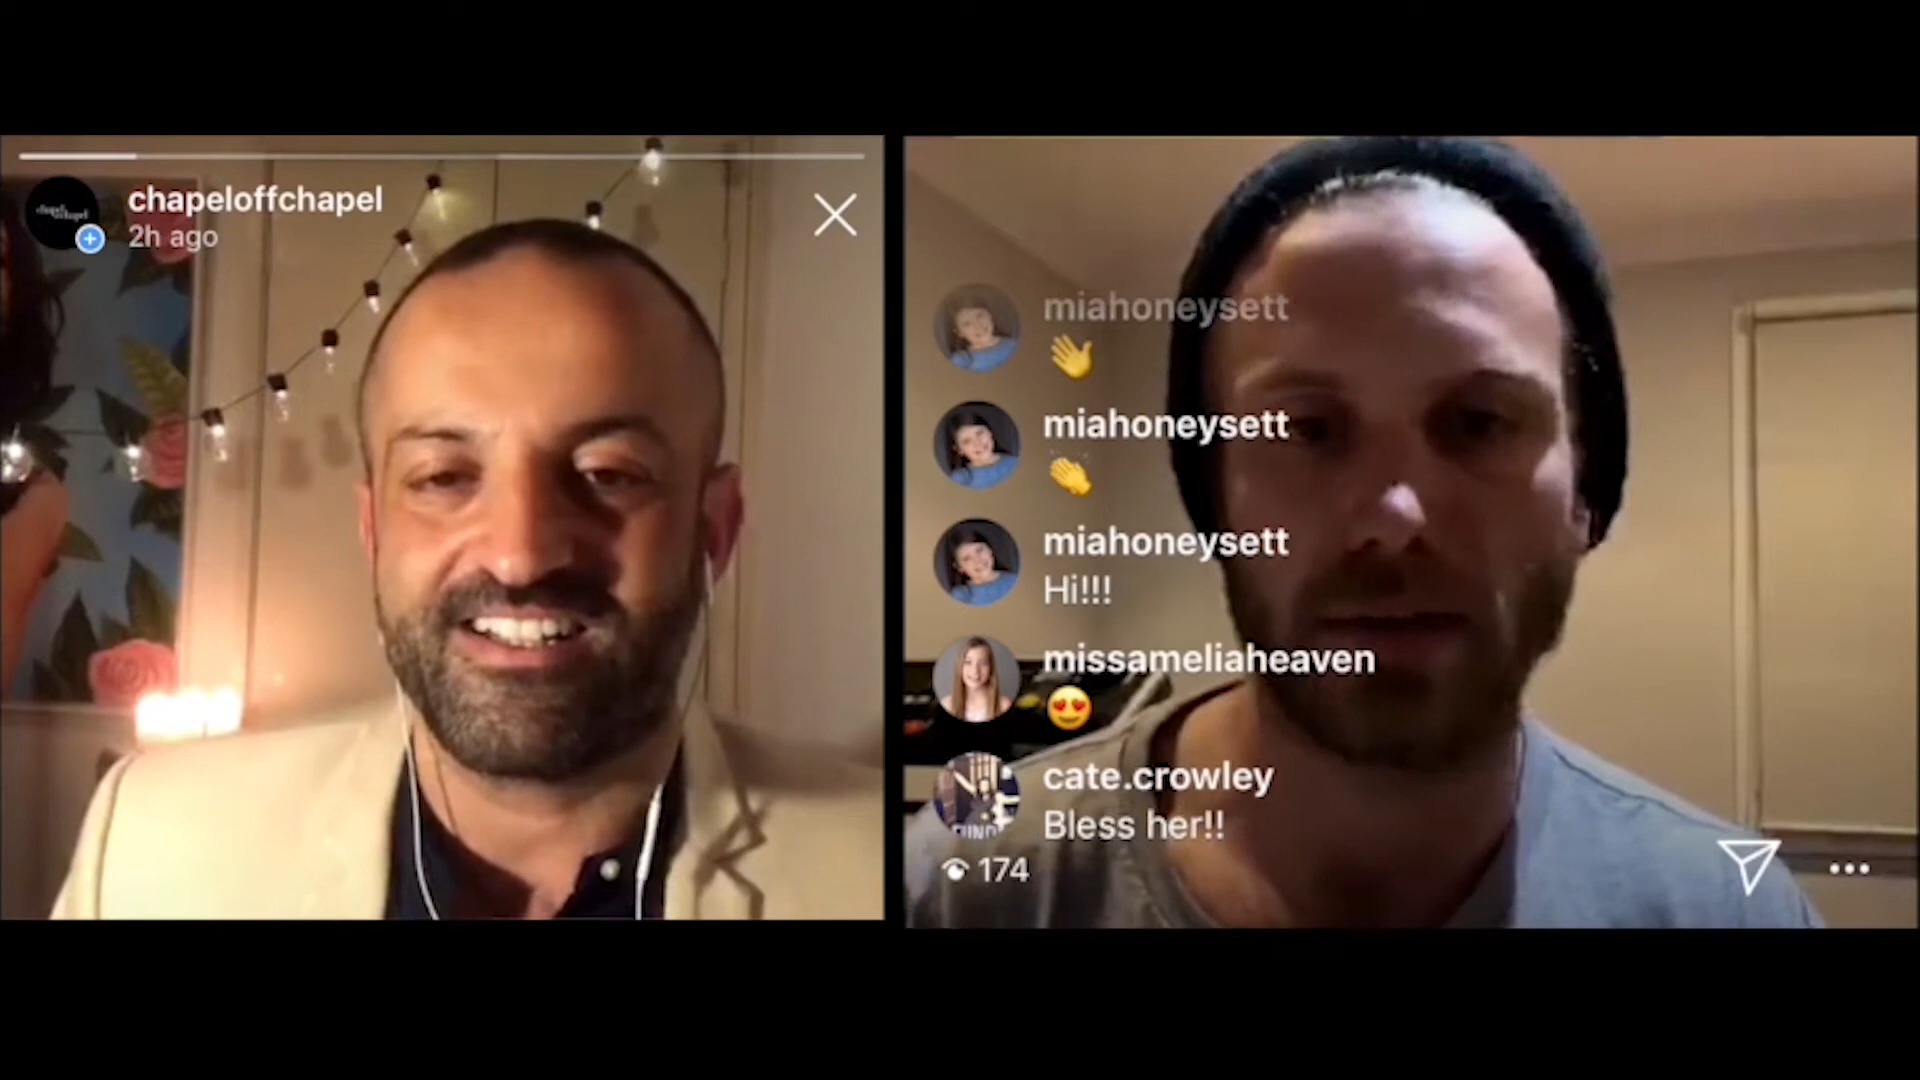 chapeloffchapel
2h ago
miahoneysett
👋
miahoneysett
👏
miahoneysett
Hi!!!
missameliaheaven
😍
cate.crowley
Bless her!!
174